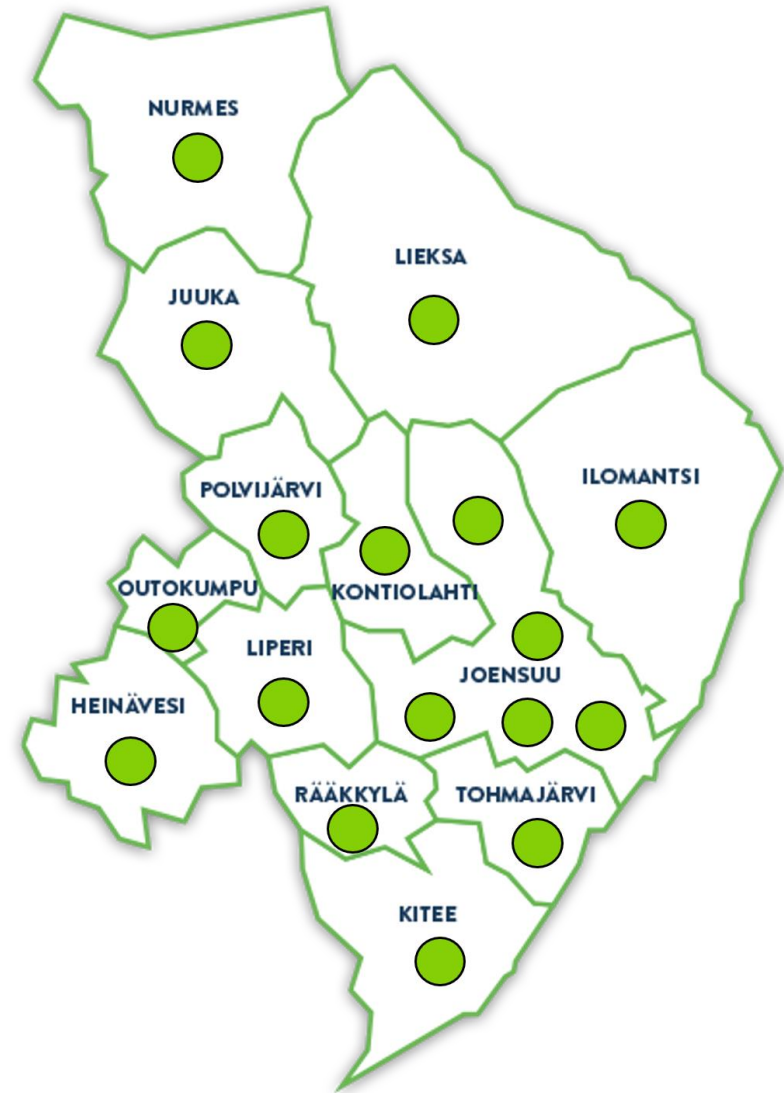 NURMES
LIEKSA
JUUKA
ILOMANTSI
POLVIJÄRVI
OUTOKUMPU
KONTIOLAHTI
LIPERI
JOENSUU
HEINÄVESI
RÄÄKKYLÄ
TOHMAJÄRVI
KITEE